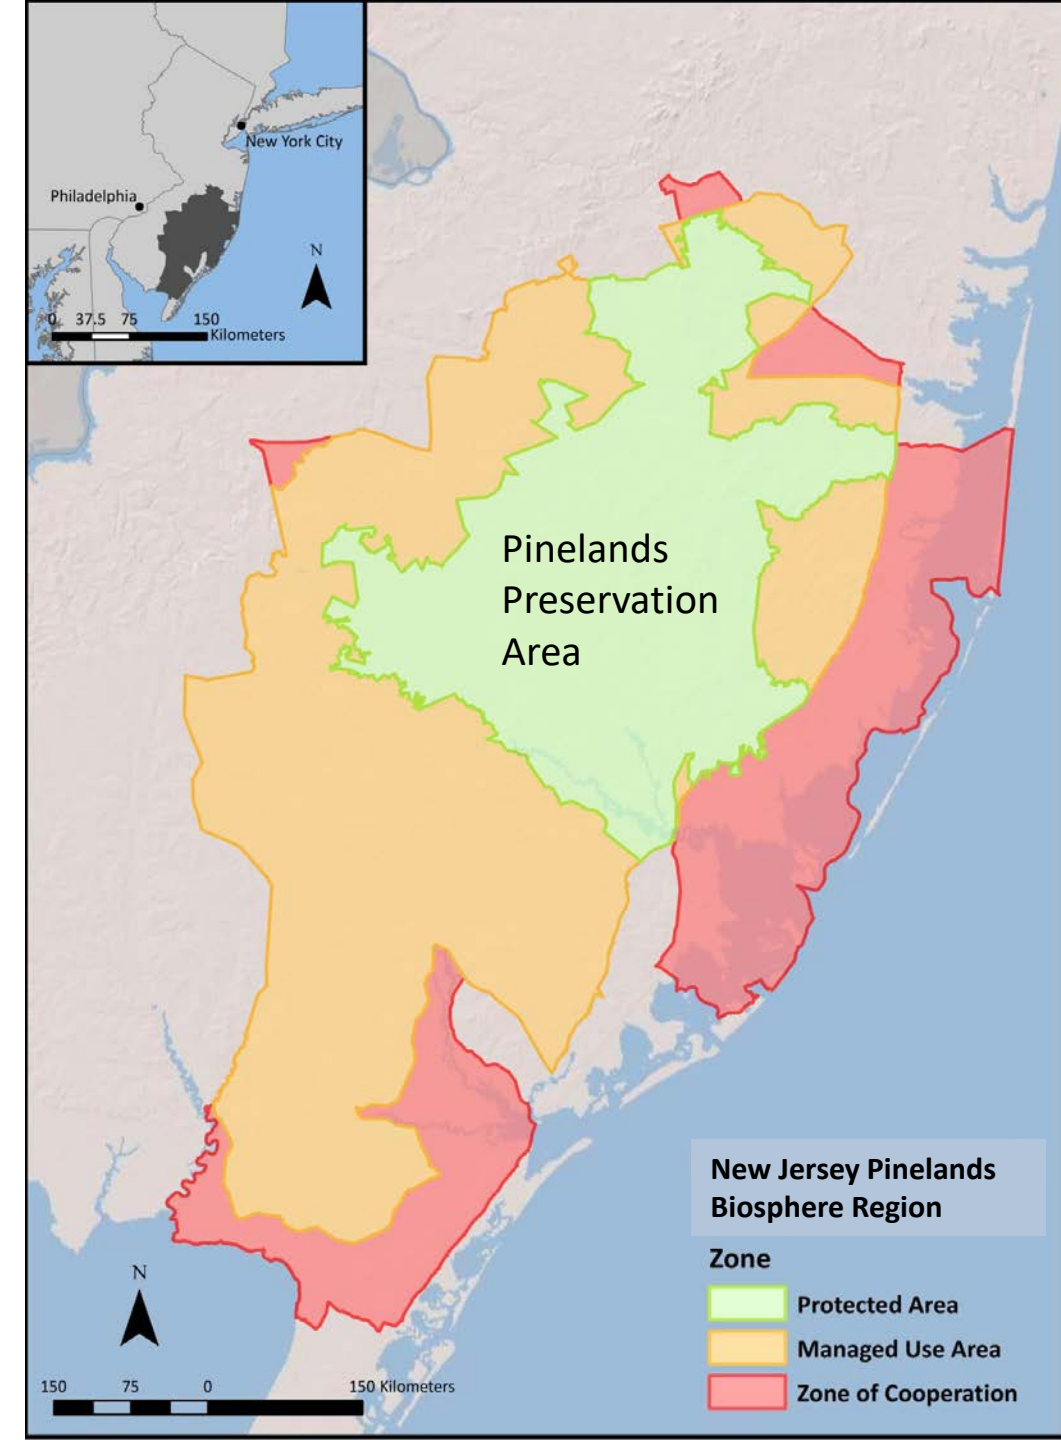 New York City
Philadelphia
N
0 37.5 75 150
Kilometers
Pinelands
Preservation
Area
New Jersey Pinelands
Biosphere Region
Zone
Protected Area
Managed Use Area
Zone of Cooperation
N
150 75 0 150 Kilometers